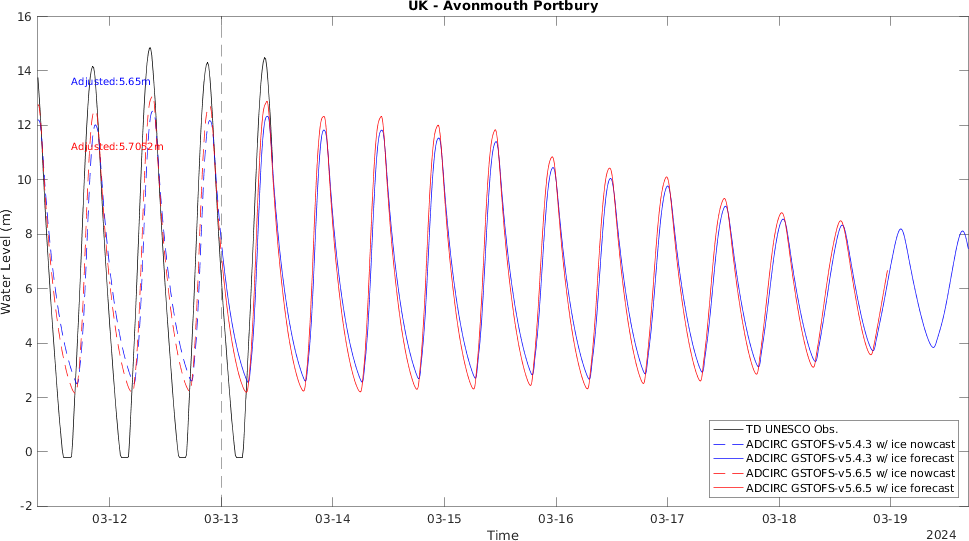 UK - Avonmouth Portbury
16
14
12
10
8
6
4
2
0
-2
Water Level (m)
Adjusted:5.65m
Adjusted:5.7052m
TD UNESCO Obs.
ADCIRC GSTOFS-v5.4.3 w/ ice nowcast
ADCIRC GSTOFS-v5.4.3 w/ ice forecast
ADCIRC GSTOFS-v5.6.5 w/ ice nowcast
ADCIRC GSTOFS-v5.6.5 w/ ice forecast
03-12 03-13 03-14 03-15 03-16 03-17 03-18 03-19
Time
2024